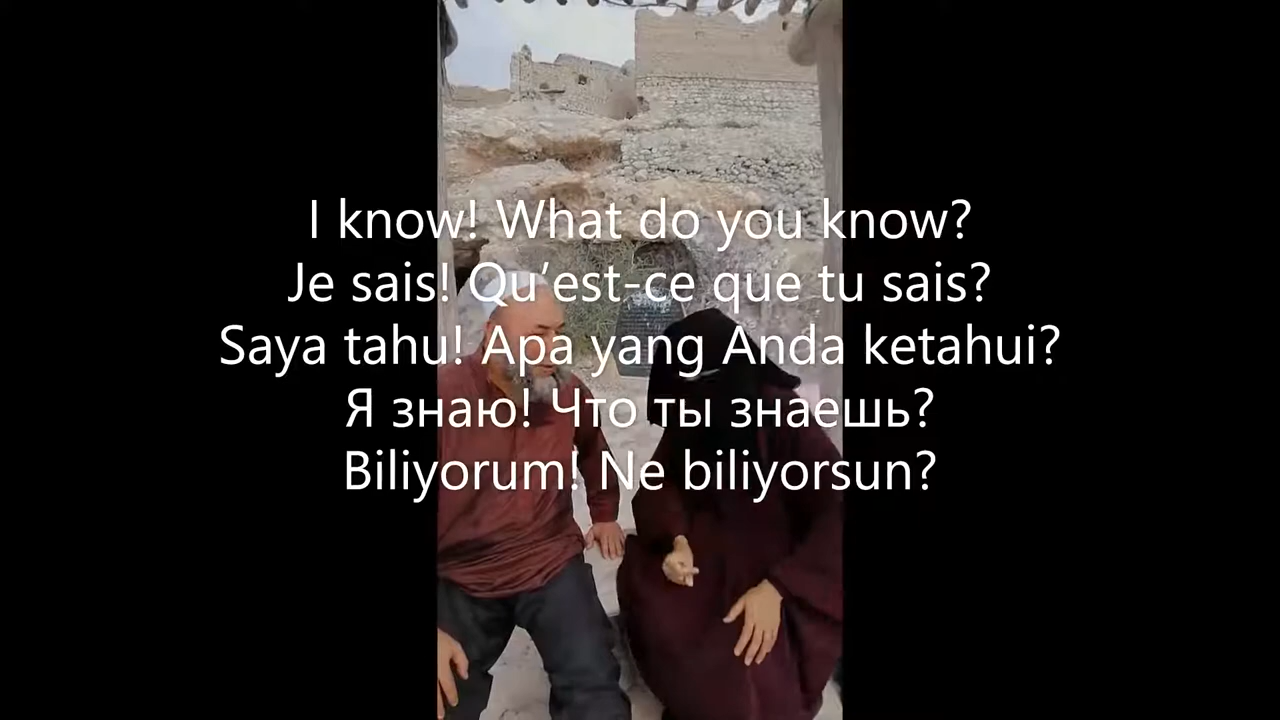 I know! What do you know?
Je sais! Qu’est-ce que tu sais?
Saya tahu! Apa yang Anda ketahui?
Я знаю! Что ты знаешь?
Biliyorum! Ne biliyorsun?